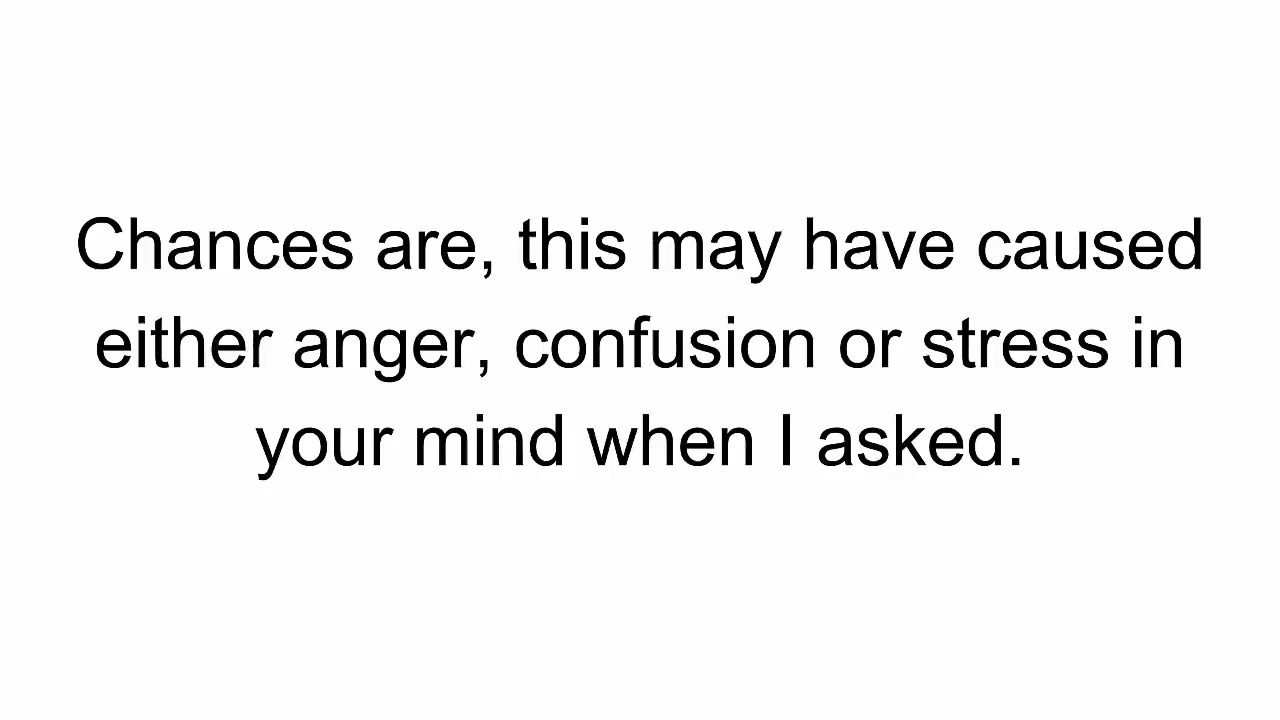 Chances are, this may have caused
either anger, confusion or stress in
your mind when I asked.